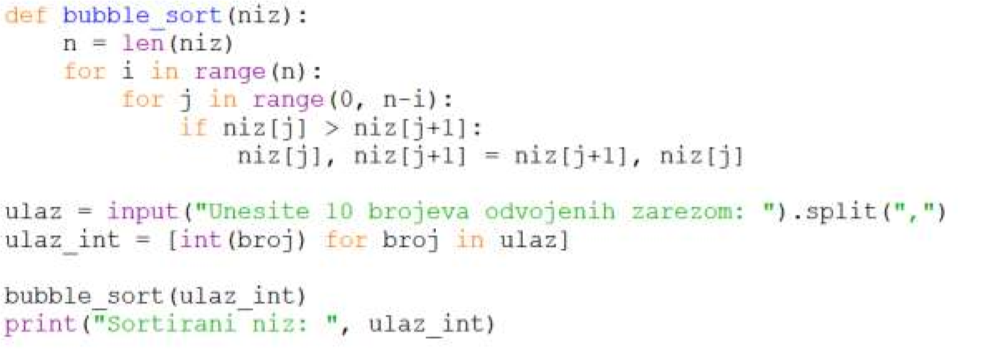 def bubble_sort(niz):
    n = len(niz)
    for i in range(n):
        for j in range(0, n-i):
            if niz[j] > niz[j+1]:
                niz[j], niz[j+1] = niz[j+1], niz[j]

ulaz = input("Unesite 10 brojeva odvojenih zarezom: ").split(",")
ulaz_int = [int(broj) for broj in ulaz]

bubble_sort(ulaz_int)
print("Sortirani niz: ", ulaz_int)